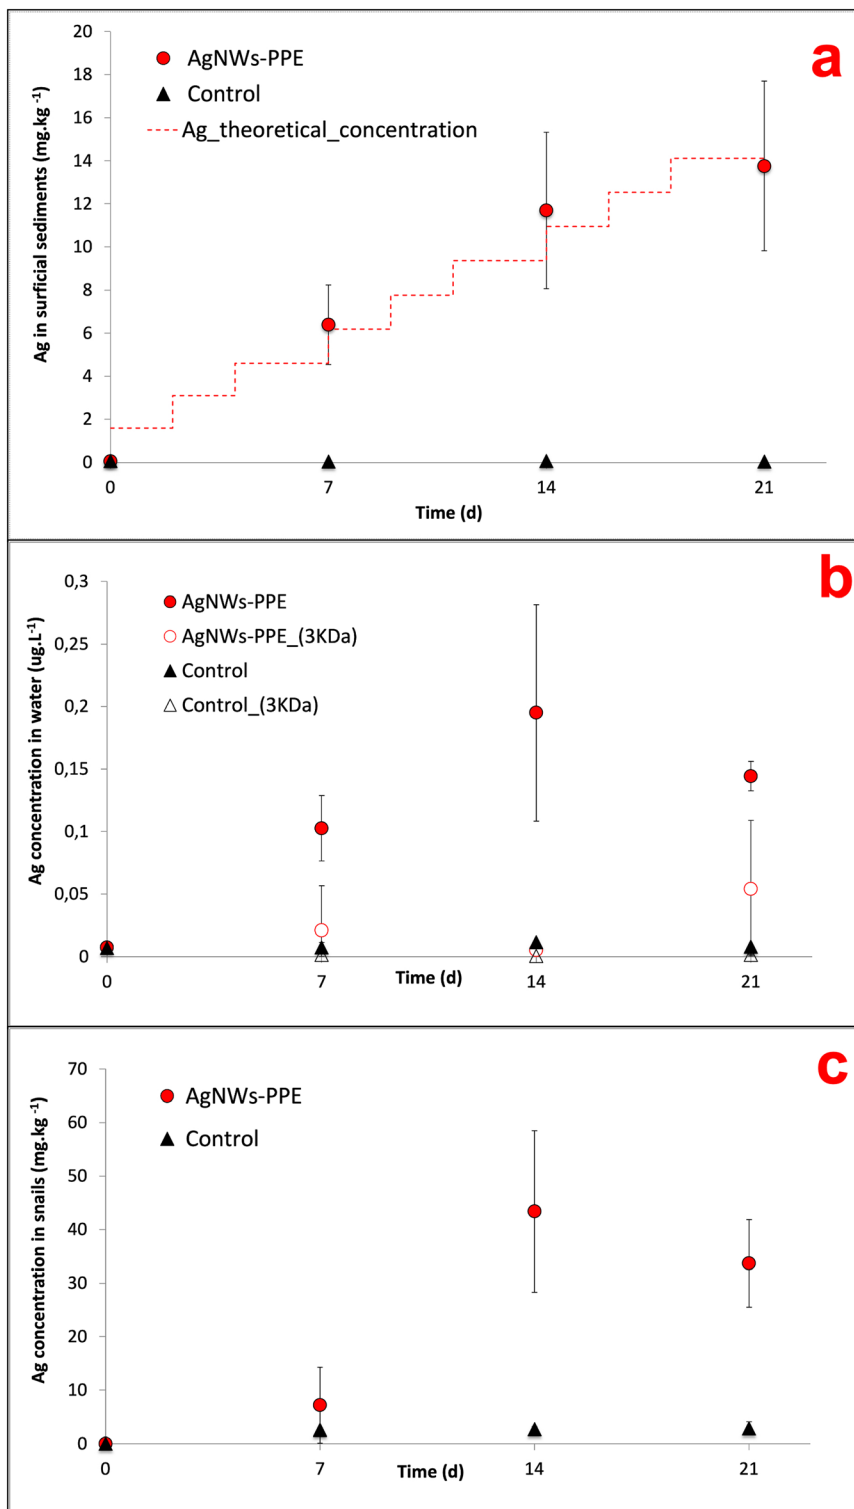 a
20
18
16
14
12
10
8
6
4
2
0
Ag in surficial sediments (mg.kg -1)
AgNWs-PPE
Control
Ag_theoretical_concentration
0 7 14 21
Time (d)
b
0,3
0,25
0,2
0,15
0,1
0,05
0
Ag concentration in water (ug.L-1)
AgNWs-PPE
AgNWs-PPE_(3KDa)
Control
Control_(3KDa)
0 7 14 21
Time (d)
c
70
60
50
40
30
20
10
0
Ag concentration in snails (mg.kg -1)
AgNWs-PPE
Control
0 7 14 21
Time (d)